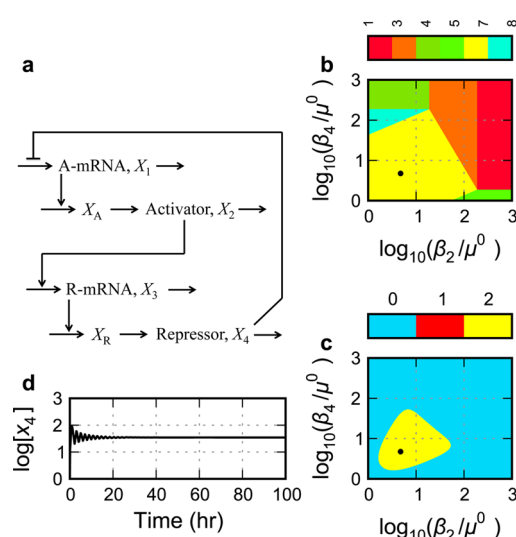 a
A-mRNA, X1
XA
Activator, X2
R-mRNA, X3
XR
Repressor, X4
b
1 3 4 5 7 8
log10(β4/μ0)
3
2
1
0
0 1 2 3
log10(β2/μ0)
c
0 1 2
log10(β4/μ0)
3
2
1
0
0 1 2 3
log10(β2/μ0)
d
log[x4]
3
2
1
0
0 20 40 60 80 100
Time (hr)